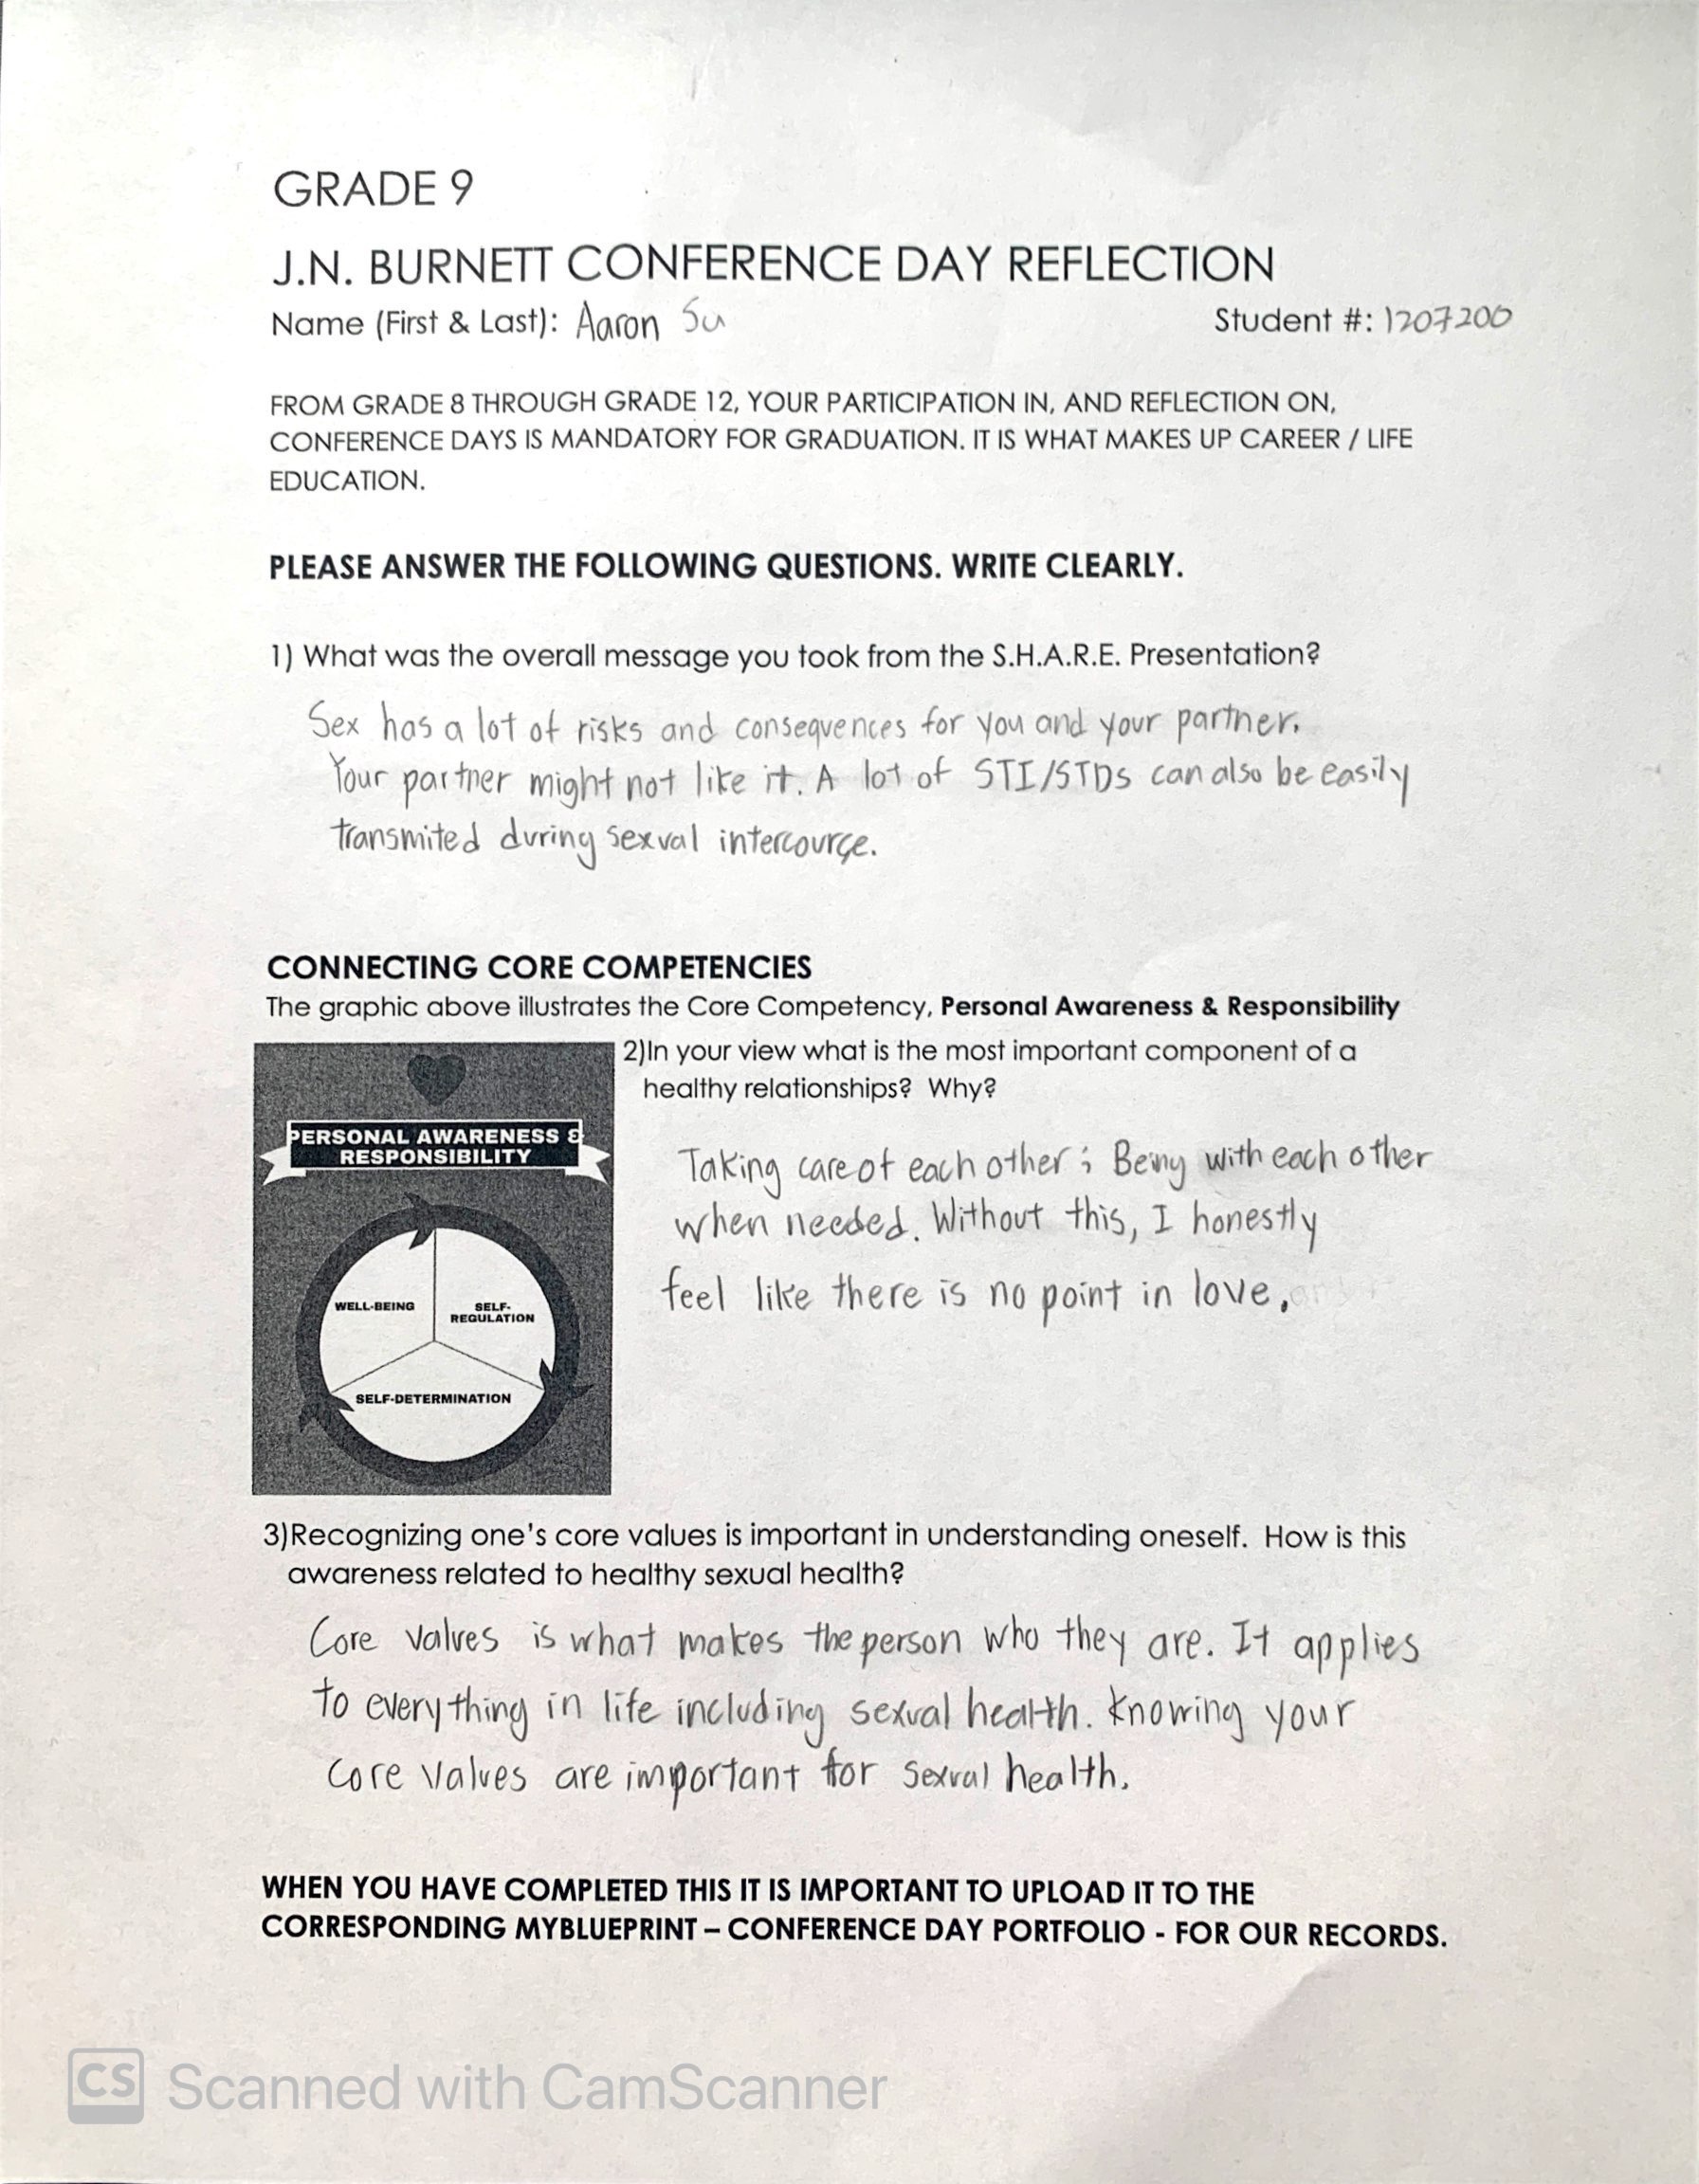 GRADE 9
J.N. BURNETT CONFERENCE DAY REFLECTION
Name (First & Last): Aaron Su Student #: 1207200
FROM GRADE 8 THROUGH GRADE 12, YOUR PARTICIPATION IN, AND REFLECTION ON,
CONFERENCE DAYS IS MANDATORY FOR GRADUATION. IT IS WHAT MAKES UP CAREER / LIFE
EDUCATION.
PLEASE ANSWER THE FOLLOWING QUESTIONS. WRITE CLEARLY.
1) What was the overall message you took from the S.H.A.R.E. Presentation?
Sex has a lot of risks and consequences for you and your partner.
Your partner might not like it. A lot of STI/STDs can also be easily
transmited during sexual intercourse.
CONNECTING CORE COMPETENCIES
The graphic above illustrates the Core Competency, Personal Awareness & Responsibility
PERSONAL AWARENESS &
RESPONSIBILITY
WELL-BEING
SELF-
REGULATION
SELF-DETERMINATION
2)In your view what is the most important component of a
healthy relationships? Why?
Taking care of each other; Being with each other
when needed. Without this, I honestly
feel like there is no point in love.
3)Recognizing one's core values is important in understanding oneself. How is this
awareness related to healthy sexual health?
Core values is what makes the person who they are. It applies
to everything in life including sexual health. Knowing your
core values are important for sexual health.
WHEN YOU HAVE COMPLETED THIS IT IS IMPORTANT TO UPLOAD IT TO THE
CORRESPONDING MYBLUEPRINT – CONFERENCE DAY PORTFOLIO - FOR OUR RECORDS.
CS Scanned with CamScanner